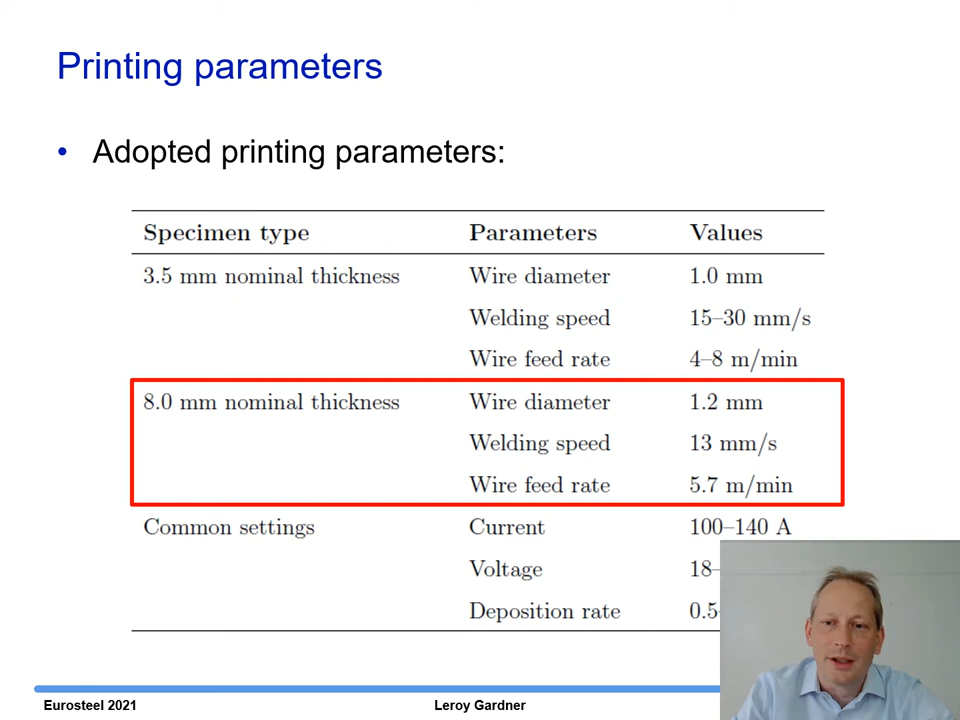 Printing parameters
• Adopted printing parameters:
Specimen type Parameters Values
3.5 mm nominal thickness Wire diameter 1.0 mm
Welding speed 15–30 mm/s
Wire feed rate 4–8 m/min
8.0 mm nominal thickness Wire diameter 1.2 mm
Welding speed 13 mm/s
Wire feed rate 5.7 m/min
Common settings Current 100–140 A
Voltage 18–
Deposition rate 0.5
Eurosteel 2021 Leroy Gardner